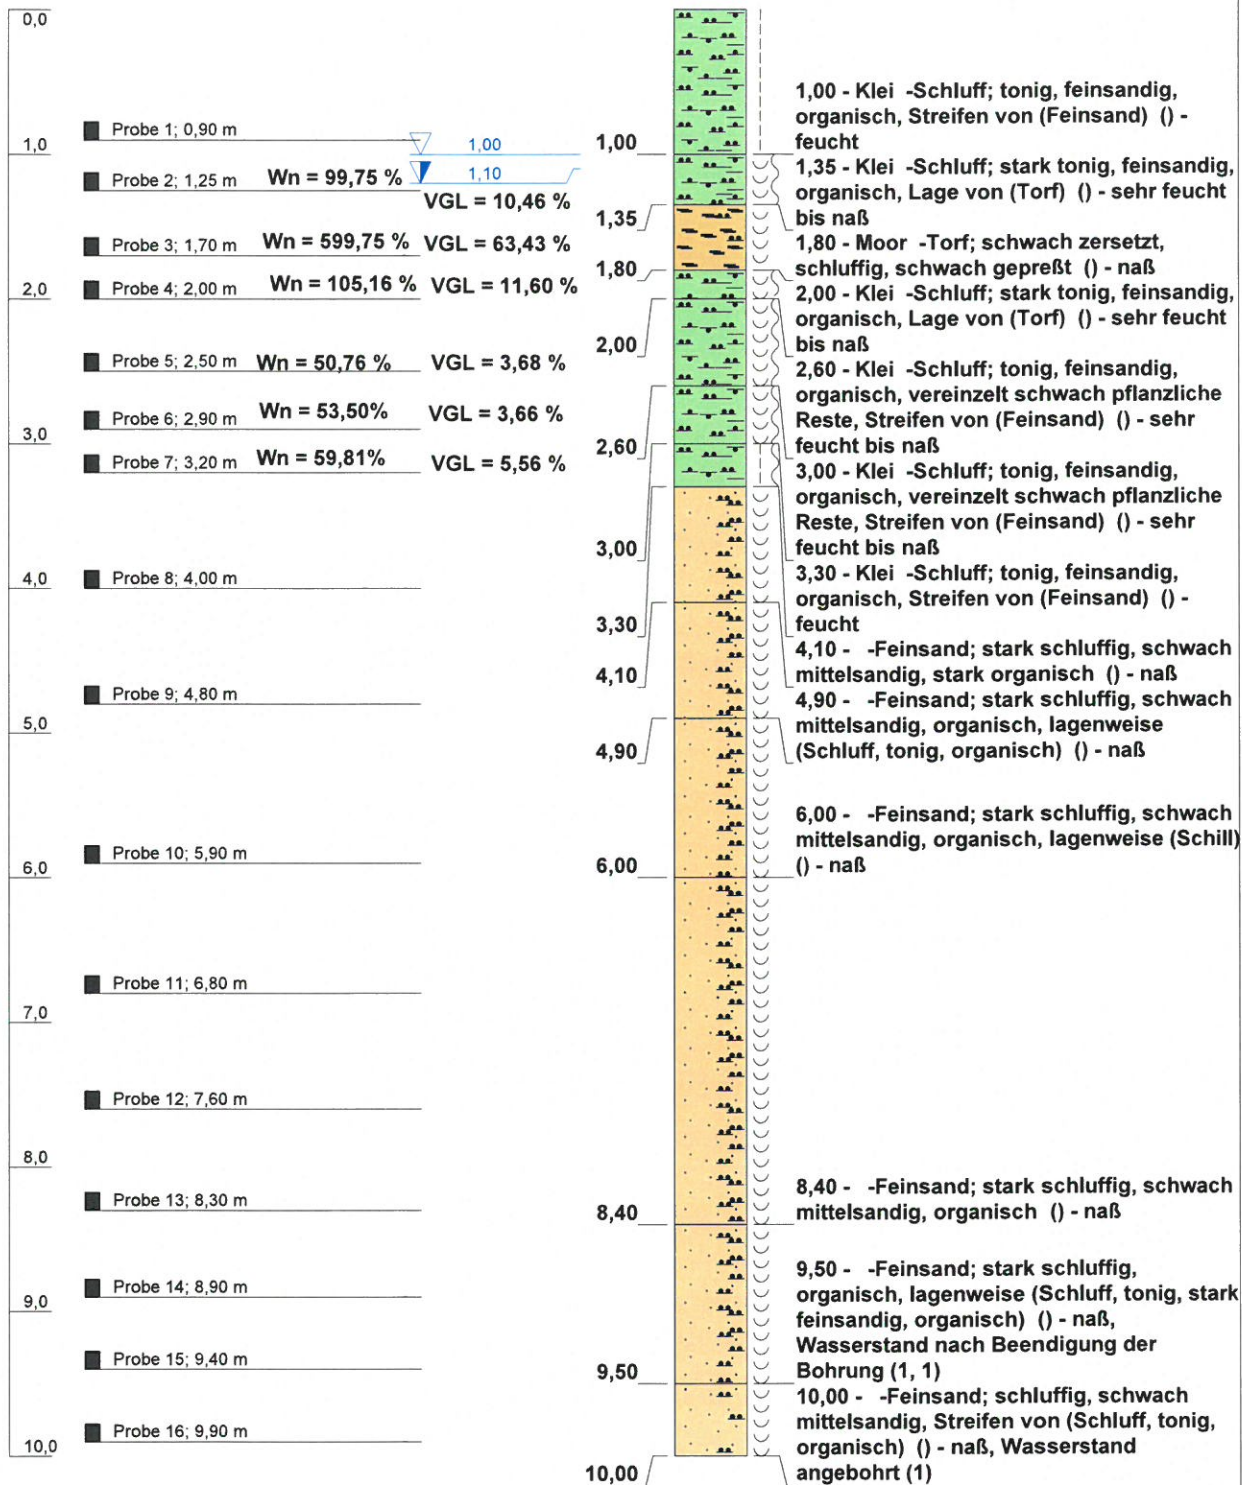 0,0
1,0
2,0
3,0
4,0
5,0
6,0
7,0
8,0
9,0
10,0
Probe 1; 0,90 m
Probe 2; 1,25 m Wn = 99,75 % VGL = 10,46 %
Probe 3; 1,70 m Wn = 599,75 % VGL = 63,43 %
Probe 4; 2,00 m Wn = 105,16 % VGL = 11,60 %
Probe 5; 2,50 m Wn = 50,76 % VGL = 3,68 %
Probe 6; 2,90 m Wn = 53,50% VGL = 3,66 %
Probe 7; 3,20 m Wn = 59,81% VGL = 5,56 %
Probe 8; 4,00 m
Probe 9; 4,80 m
Probe 10; 5,90 m
Probe 11; 6,80 m
Probe 12; 7,60 m
Probe 13; 8,30 m
Probe 14; 8,90 m
Probe 15; 9,40 m
Probe 16; 9,90 m
1,00
1,10
1,00
1,35
1,80
2,00
2,60
3,00
3,30
4,10
4,90
6,00
8,40
9,50
10,00
1,00 - Klei -Schluff; tonig, feinsandig,
organisch, Streifen von (Feinsand) () -
feucht
1,35 - Klei -Schluff; stark tonig, feinsandig,
organisch, Lage von (Torf) () - sehr feucht
bis naß
1,80 - Moor -Torf; schwach zersetzt,
schluffig, schwach gepreßt () - naß
2,00 - Klei -Schluff; stark tonig, feinsandig,
organisch, Lage von (Torf) () - sehr feucht
bis naß
2,60 - Klei -Schluff; tonig, feinsandig,
organisch, vereinzelt schwach pflanzliche
Reste, Streifen von (Feinsand) () - sehr
feucht bis naß
3,00 - Klei -Schluff; tonig, feinsandig,
organisch, vereinzelt schwach pflanzliche
Reste, Streifen von (Feinsand) () - sehr
feucht bis naß
3,30 - Klei -Schluff; tonig, feinsandig,
organisch, Streifen von (Feinsand) () -
feucht
4,10 - -Feinsand; stark schluffig, schwach
mittelsandig, stark organisch () - naß
4,90 - -Feinsand; stark schluffig, schwach
mittelsandig, organisch, lagenweise
(Schluff, tonig, organisch) () - naß
6,00 - -Feinsand; stark schluffig, schwach
mittelsandig, organisch, lagenweise (Schill)
() - naß
8,40 - -Feinsand; stark schluffig, schwach
mittelsandig, organisch () - naß
9,50 - -Feinsand; stark schluffig,
organisch, lagenweise (Schluff, tonig, stark
feinsandig, organisch) () - naß,
Wasserstand nach Beendigung der
Bohrung (1, 1)
10,00 - -Feinsand; schluffig, schwach
mittelsandig, Streifen von (Schluff, tonig,
organisch) () - naß, Wasserstand
angebohrt (1)